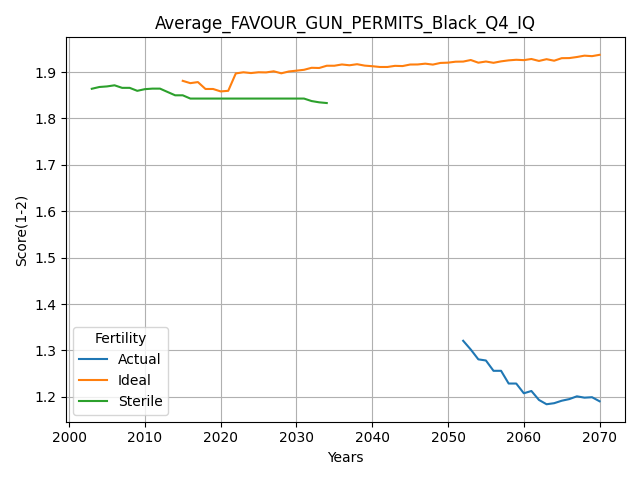 Average_FAVOUR_GUN_PERMITS_Black_Q4_IQ
Score(1-2)
1.9
1.8
1.7
1.6
1.5
1.4
1.3
1.2
Fertility
Actual
Ideal
Sterile
2000 2010 2020 2030 2040 2050 2060 2070
Years